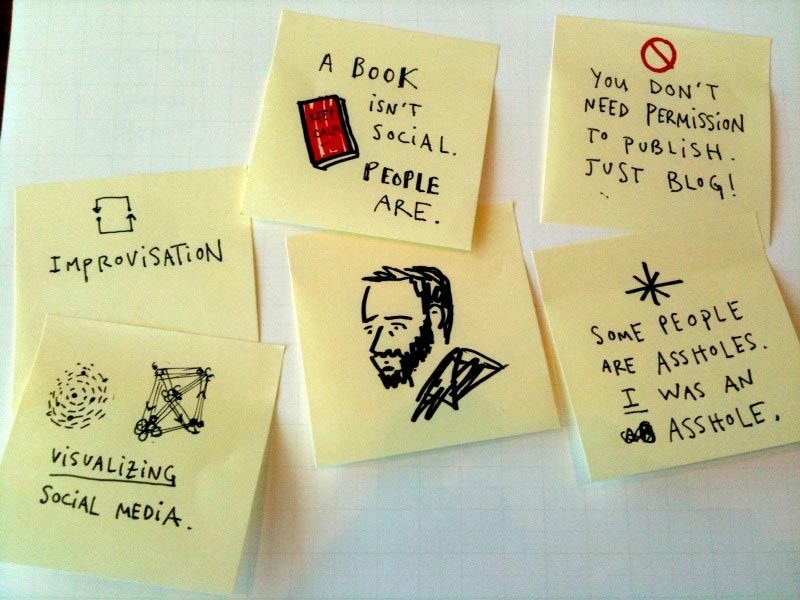 A BOOK
ISN'T
SOCIAL.
PEOPLE
ARE.
KEEP
CALM
YOU DON'T
NEED PERMISSION
TO PUBLISH.
JUST BLOG!
IMPROVISATION
SOME PEOPLE
ARE ASSHOLES.
I WAS AN
ASSHOLE.
VISUALIZING
SOCIAL MEDIA.